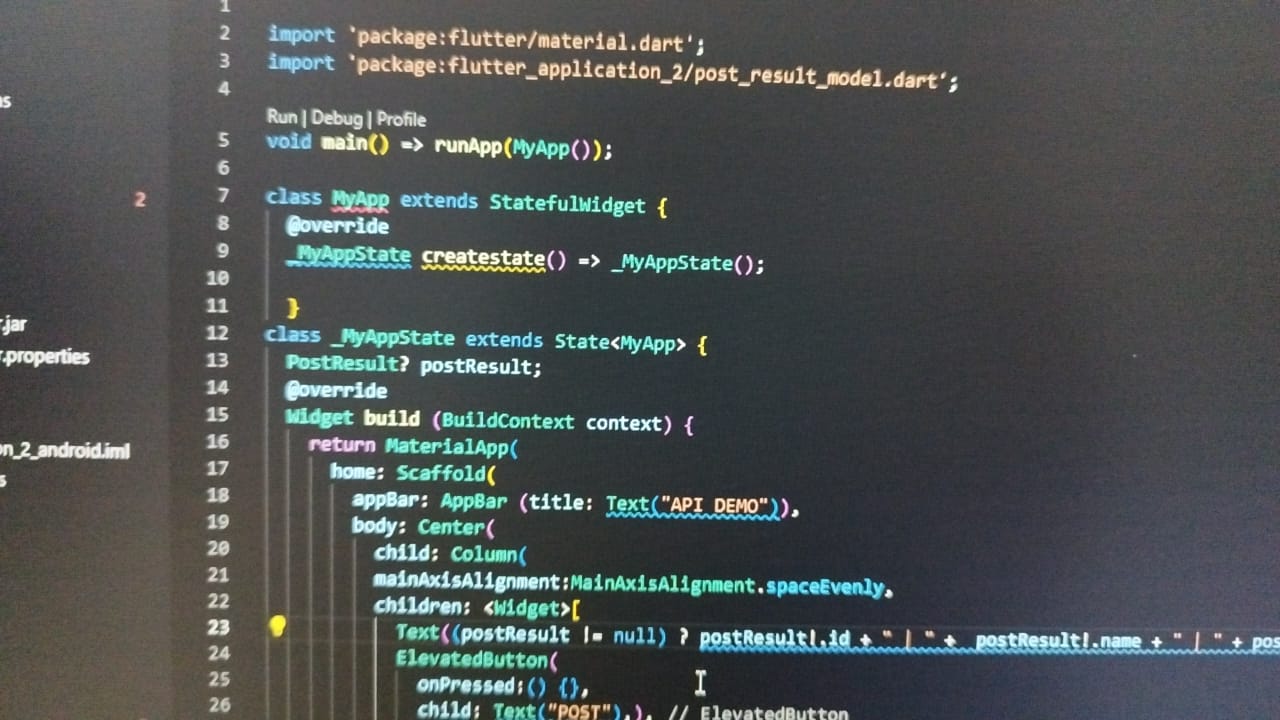 1
2 import 'package:flutter/material.dart';
3 import 'package:flutter_application_2/post_result_model.dart';
4
Run | Debug | Profile
5 void main() => runApp(MyApp());
6
2 7 class MyApp extends StatefulWidget {
8 @override
9 _MyAppState createstate() => _MyAppState();
10
11 }
12 class _MyAppState extends State<MyApp> {
13 PostResult? postResult;
14 @override
15 Widget build (BuildContext context) {
16 return MaterialApp(
17 home: Scaffold(
18 appBar: AppBar (title: Text("API DEMO")),
19 body: Center(
20 child: Column(
21 mainAxisAlignment:MainAxisAlignment.spaceEvenly,
22 children: <Widget>[
23 Text((postResult != null) ? postResult!.id + " | " + postResult!.name + " | " + pos
24 ElevatedButton(
25 onPressed:() {},
26 child: Text("POST"),), // ElevatedButton
.jar
.properties
n_2_android.iml